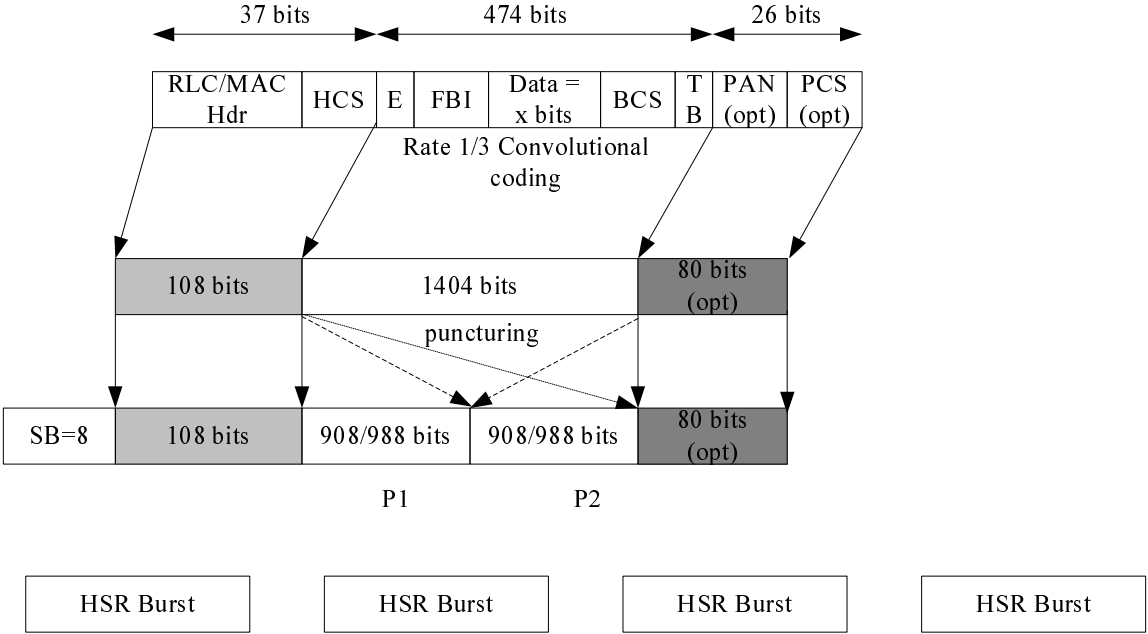 37 bits
474 bits
26 bits
RLC/MAC
Hdr
HCS
E
FBI
Data =
x bits
BCS
T
B
PAN
(opt)
PCS
(opt)
Rate 1/3 Convolutional
coding
108 bits
1404 bits
80 bits
(opt)
puncturing
SB=8
108 bits
908/988 bits
908/988 bits
80 bits
(opt)
P1
P2
HSR Burst
HSR Burst
HSR Burst
HSR Burst